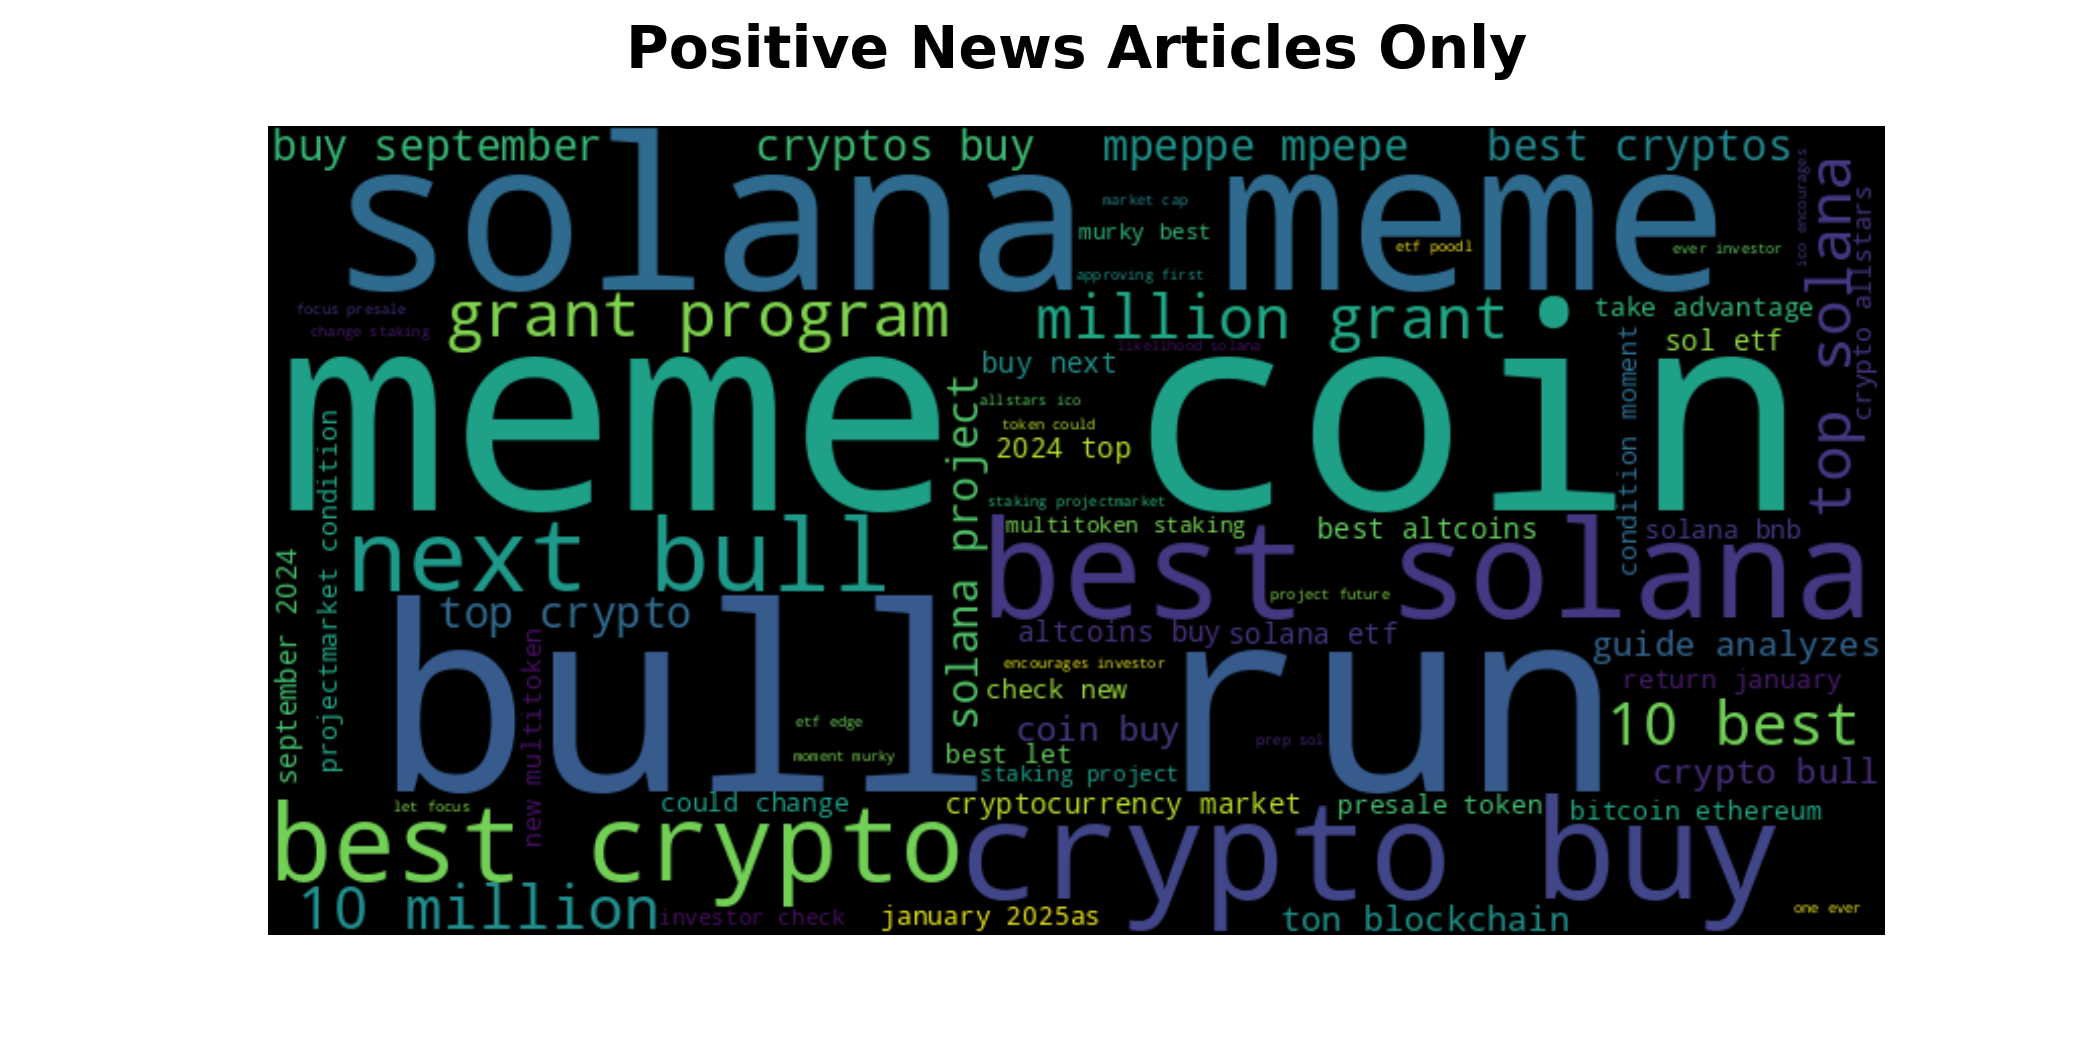 Positive News Articles Only
buy september
cryptos buy
mpeppe mpepe
best cryptos
solana meme
market cap
murky best
etf poodl
ever investor
approving first
ico encourages
top solana
crypto allstars
focus presale
change staking
grant program
million grant
take advantage
sol etf
likelihood solana
buy next
meme coin
allstars ico
token could
2024 top
condition moment
projectmarket condition
solana project
staking projectmarket
multitoken staking
best altcoins
solana bnb
next bull
best solana
project future
september 2024
top crypto
altcoins buy
solana etf
guide analyzes
bull run
new multitoken
encourages investor
check new
return january
etf edge
coin buy
prep sol
10 best
moment murky
best let
staking project
crypto bull
let focus
could change
cryptocurrency market
presale token
bitcoin ethereum
best crypto
crypto buy
10 million
investor check
january 2025as
ton blockchain
one ever